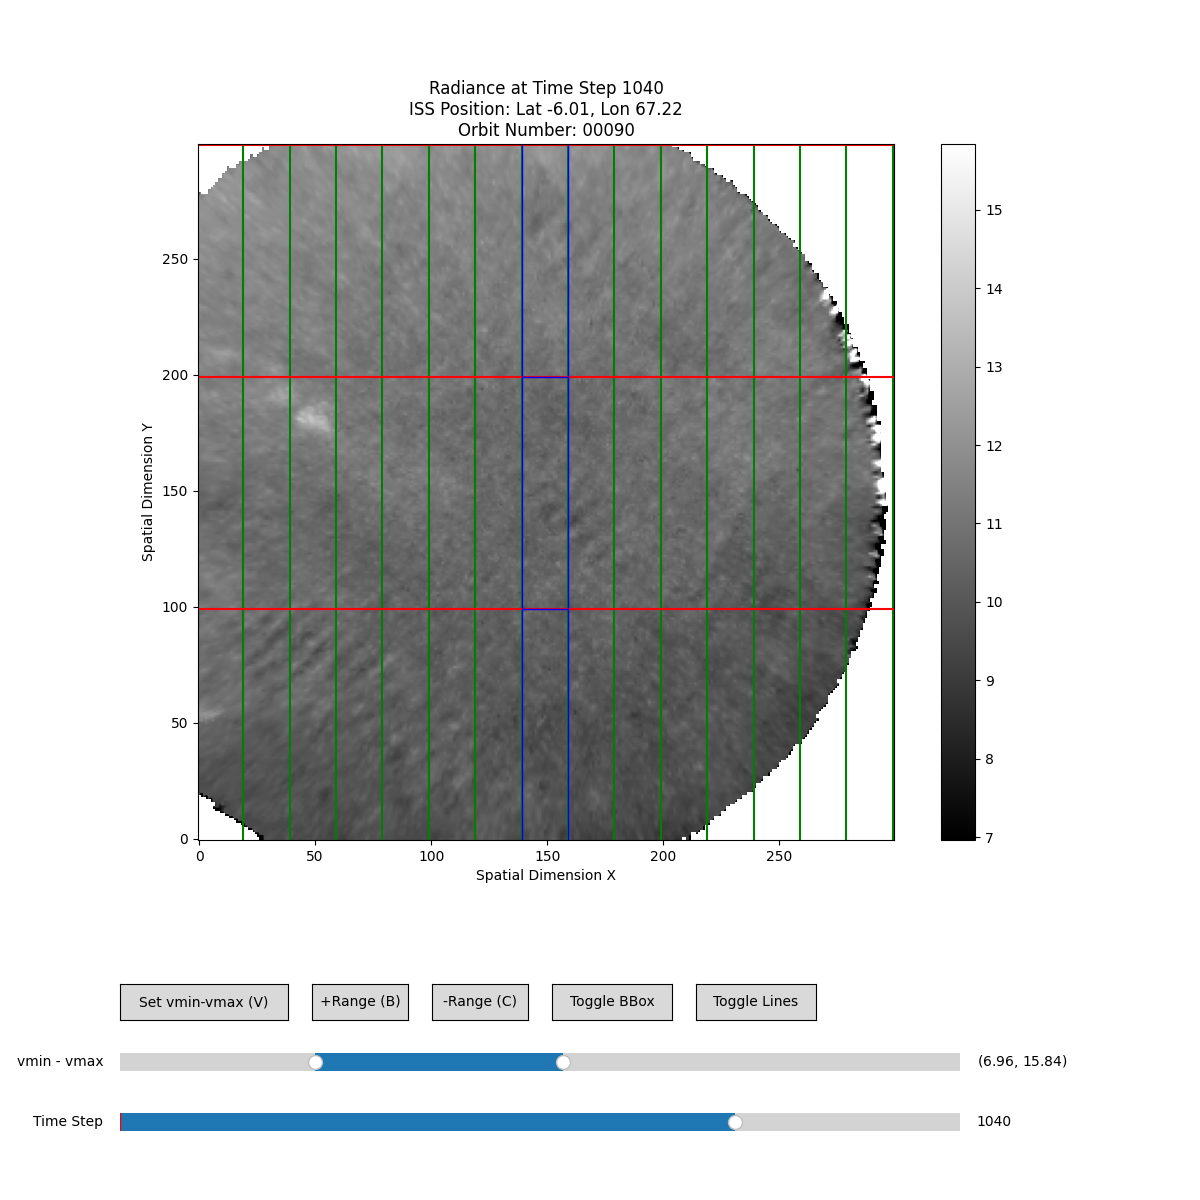 Radiance at Time Step 1040
ISS Position: Lat -6.01, Lon 67.22
Orbit Number: 00090
Spatial Dimension Y
250
200
150
100
50
0
0 50 100 150 200 250
Spatial Dimension X
15
14
13
12
11
10
9
8
7
Set vmin-vmax (V) +Range (B) -Range (C) Toggle BBox Toggle Lines
vmin - vmax (6.96, 15.84)
Time Step 1040